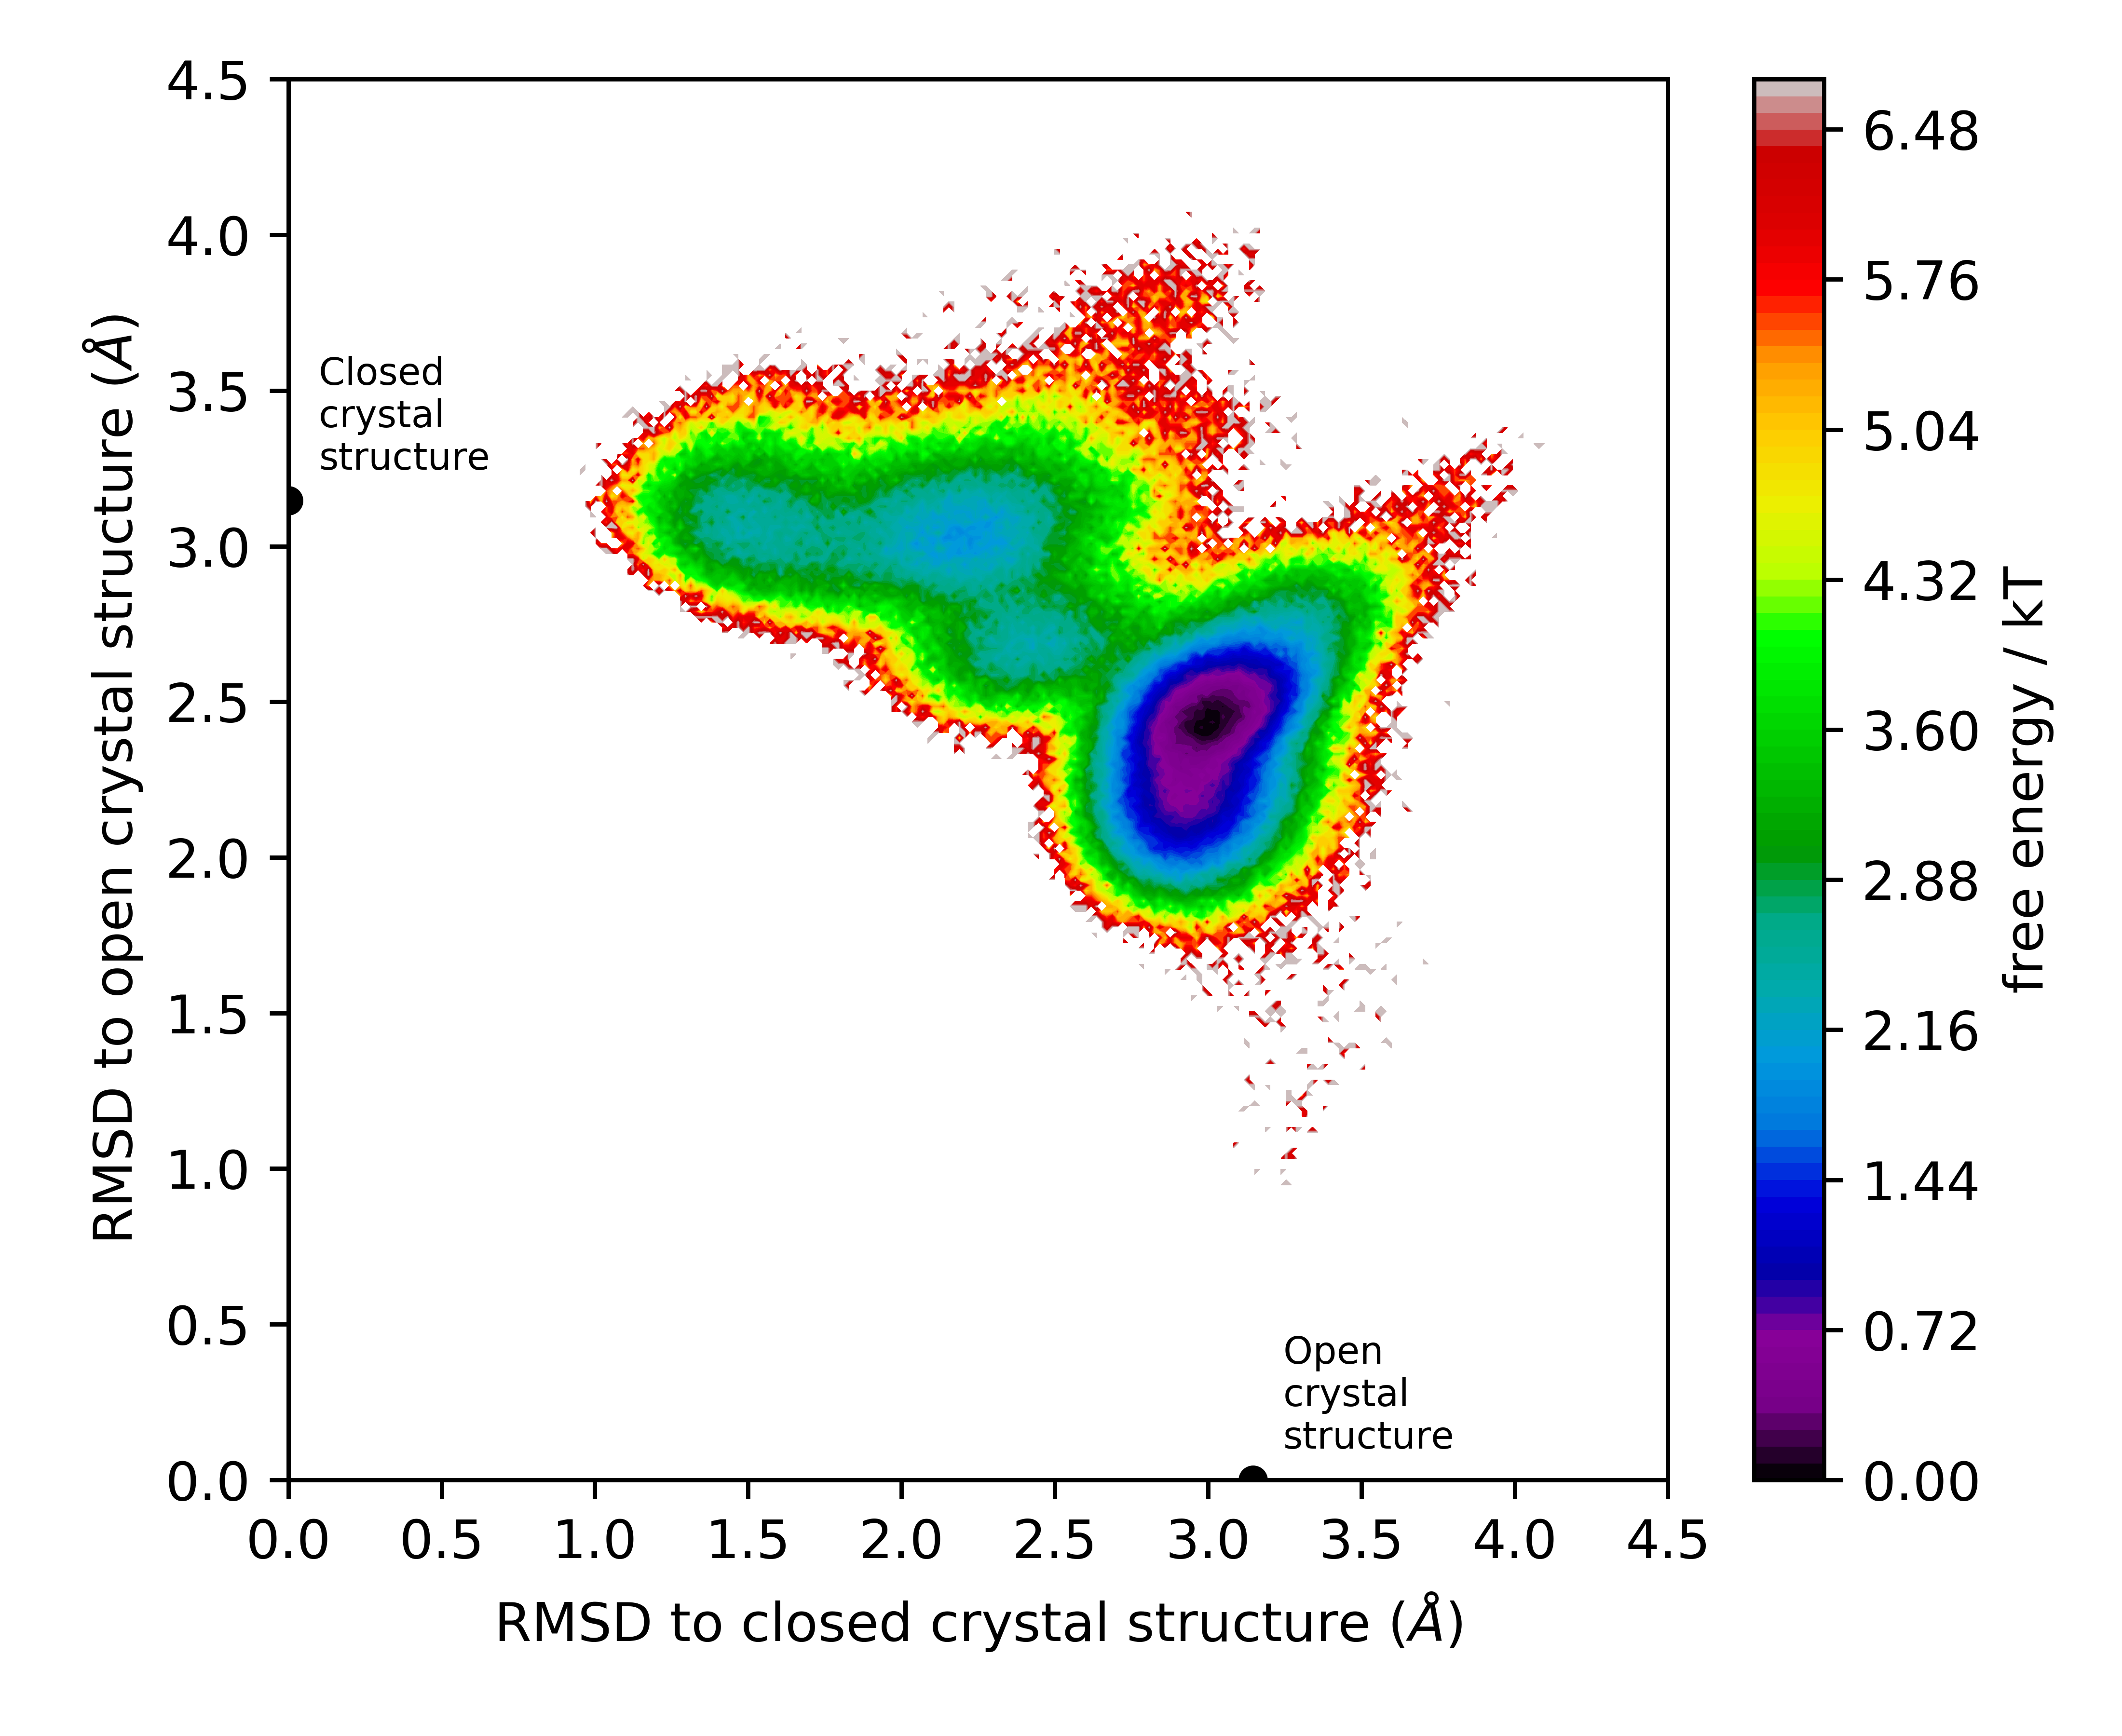 4.5
4.0
3.5
3.0
2.5
2.0
1.5
1.0
0.5
0.0
RMSD to open crystal structure (Å)
Closed
crystal
structure
Open
crystal
structure
0.0 0.5 1.0 1.5 2.0 2.5 3.0 3.5 4.0 4.5
RMSD to closed crystal structure (Å)
6.48
5.76
5.04
4.32
3.60
2.88
2.16
1.44
0.72
0.00
free energy / kT